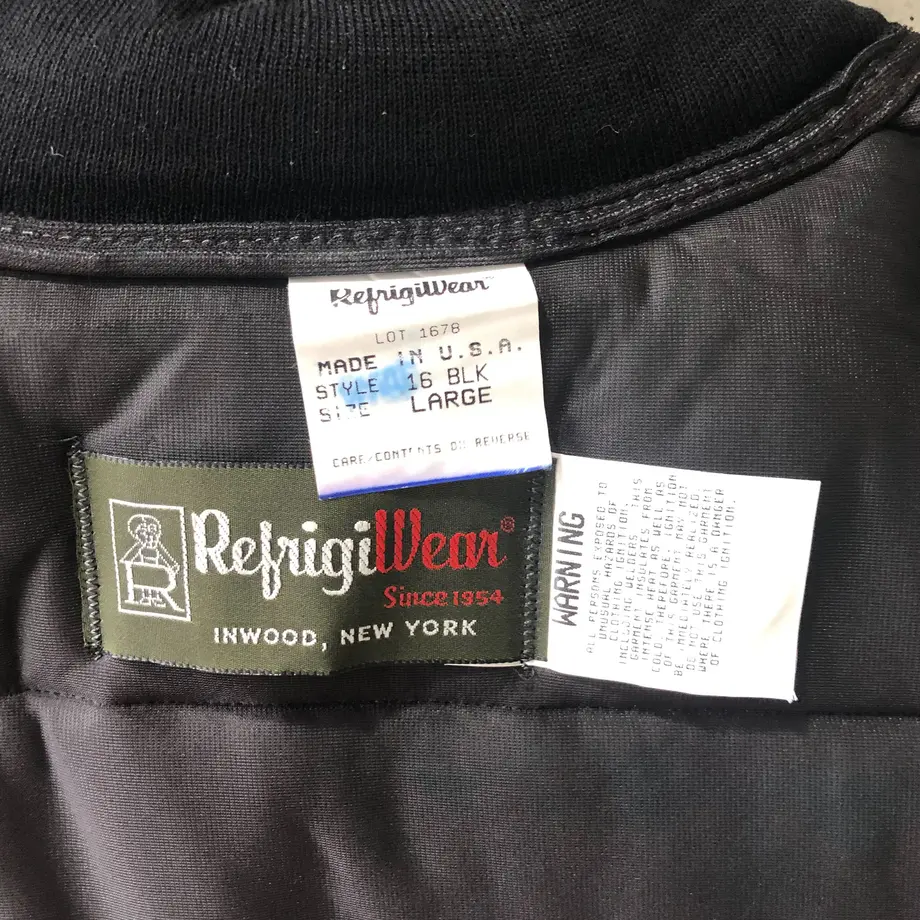 RefrigiWear
LOT 1678
MADE IN U.S.A.
STYLE 16 BLK
SIZE LARGE
CARE/CONTENTS ON REVERSE
RefrigiWear®
Since 1954
INWOOD, NEW YORK
WARNING
ALL PERSONS EXPOSED TO
UNUSUAL HAZARDS OF
CLOTHING IGNITION,
INCLUDING WELDERS. THIS
GARMENT INSULATES FROM
INTENSE HEAT AS WELL AS
COLD. THEREFORE, IGNITION
OF THIS GARMENT MAY NOT
BE IMMEDIATELY REALIZED.
DO NOT USE THIS GARMENT
WHERE THERE IS A DANGER
OF CLOTHING IGNITION.